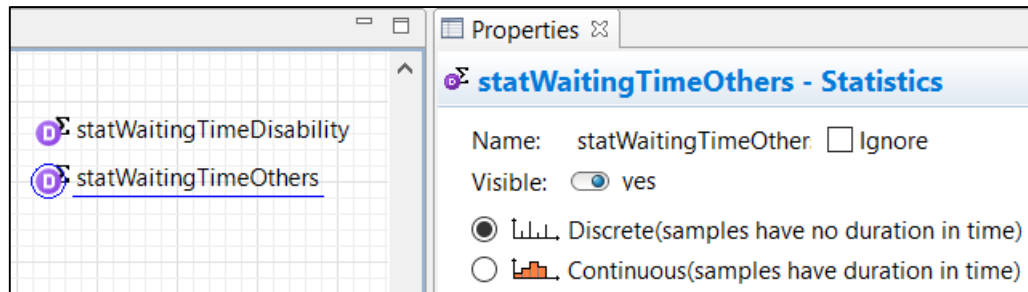 statWaitingTimeDisability
statWaitingTimeOthers
Properties
statWaitingTimeOthers - Statistics
Name: statWaitingTimeOther Ignore
Visible: yes
Discrete(samples have no duration in time)
Continuous(samples have duration in time)